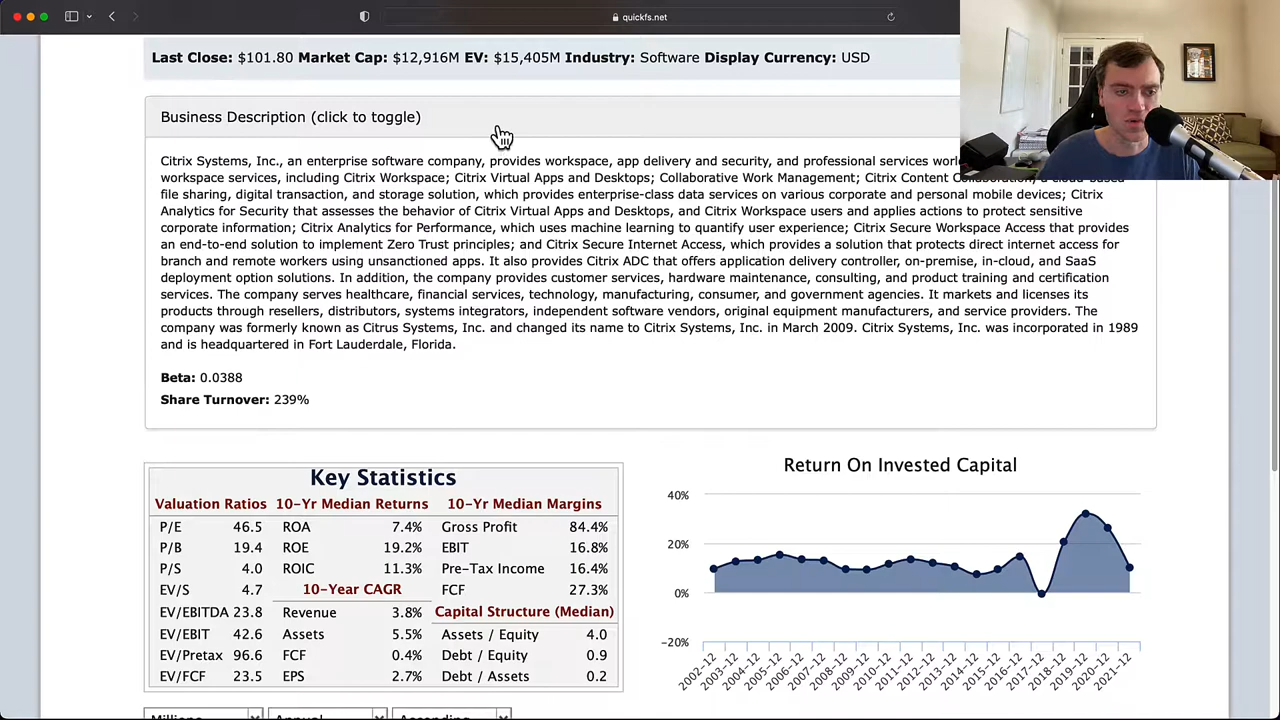 quickfs.net
Last Close: $101.80 Market Cap: $12,916M EV: $15,405M Industry: Software Display Currency: USD
Business Description (click to toggle)
Citrix Systems, Inc., an enterprise software company, provides workspace, app delivery and security, and professional services
workspace services, including Citrix Workspace; Citrix Virtual Apps and Desktops; Collaborative Work Management; Citrix Content
file sharing, digital transaction, and storage solution, which provides enterprise-class data services on various corporate and personal mobile devices; Citrix
Analytics for Security that assesses the behavior of Citrix Virtual Apps and Desktops, and Citrix Workspace users and applies actions to protect sensitive
corporate information; Citrix Analytics for Performance, which uses machine learning to quantify user experience; Citrix Secure Workspace Access that provides
an end-to-end solution to implement Zero Trust principles; and Citrix Secure Internet Access, which provides a solution that protects direct internet access for
branch and remote workers using unsanctioned apps. It also provides Citrix ADC that offers application delivery controller, on-premise, in-cloud, and SaaS
deployment option solutions. In addition, the company provides customer services, hardware maintenance, consulting, and product training and certification
services. The company serves healthcare, financial services, technology, manufacturing, consumer, and government agencies. It markets and licenses its
products through resellers, distributors, systems integrators, independent software vendors, original equipment manufacturers, and service providers. The
company was formerly known as Citrus Systems, Inc. and changed its name to Citrix Systems, Inc. in March 2009. Citrix Systems, Inc. was incorporated in 1989
and is headquartered in Fort Lauderdale, Florida.
Beta: 0.0388
Share Turnover: 239%
Key Statistics
Valuation Ratios 10-Yr Median Returns 10-Yr Median Margins
P/E 46.5 ROA 7.4% Gross Profit 84.4%
P/B 19.4 ROE 19.2% EBIT 16.8%
P/S 4.0 ROIC 11.3% Pre-Tax Income 16.4%
EV/S 4.7 10-Year CAGR FCF 27.3%
EV/EBITDA 23.8 Revenue 3.8% Capital Structure (Median)
EV/EBIT 42.6 Assets 5.5% Assets / Equity 4.0
EV/Pretax 96.6 FCF 0.4% Debt / Equity 0.9
EV/FCF 23.5 EPS 2.7% Debt / Assets 0.2
Return On Invested Capital
40%
20%
0%
-20%
2002-12 2003-12 2004-12 2005-12 2006-12 2007-12 2008-12 2009-12 2010-12 2011-12 2012-12 2013-12 2014-12 2015-12 2016-12 2017-12 2018-12 2019-12 2020-12 2021-12
Millions Annual Ascending